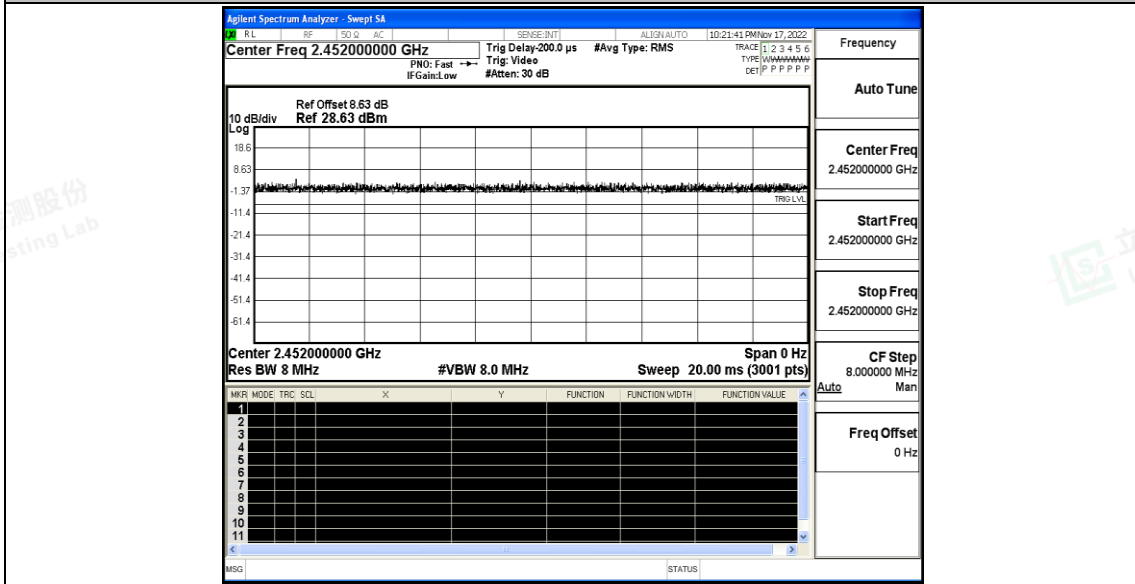 Agilent Spectrum Analyzer - Swept SA
RL RF 50 Ω AC SENSE:INT ALIGN AUTO 10:21:41 PM Nov 17, 2022
Center Freq 2.452000000 GHz
PNO: Fast
IFGain:Low
Trig Delay-200.0 µs
Trig: Video
#Atten: 30 dB
#Avg Type: RMS
TRACE 1 2 3 4 5 6
TYPE WWWWWW
DET P P P P P P
Frequency
Auto Tune
Center Freq
2.452000000 GHz
Start Freq
2.452000000 GHz
Stop Freq
2.452000000 GHz
CF Step
8.000000 MHz
Auto Man
Freq Offset
0 Hz
Ref Offset 8.63 dB
10 dB/div Ref 28.63 dBm
Log
18.6
8.63
-1.37
TRIG LVL
-11.4
-21.4
-31.4
-41.4
-51.4
-61.4
Center 2.452000000 GHz Span 0 Hz
Res BW 8 MHz #VBW 8.0 MHz Sweep 20.00 ms (3001 pts)
MKR MODE TRC SCL X Y FUNCTION FUNCTION WIDTH FUNCTION VALUE
1
2
3
4
5
6
7
8
9
10
11
MSG STATUS
测股份
sting Lab
立